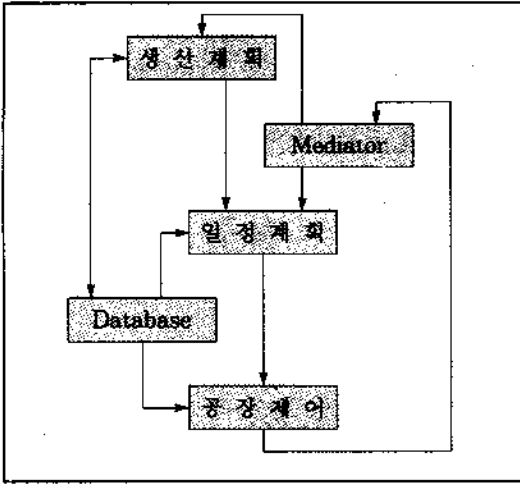 생 산 계 획
Mediator
일 정 계 획
Database
공 장 제 어